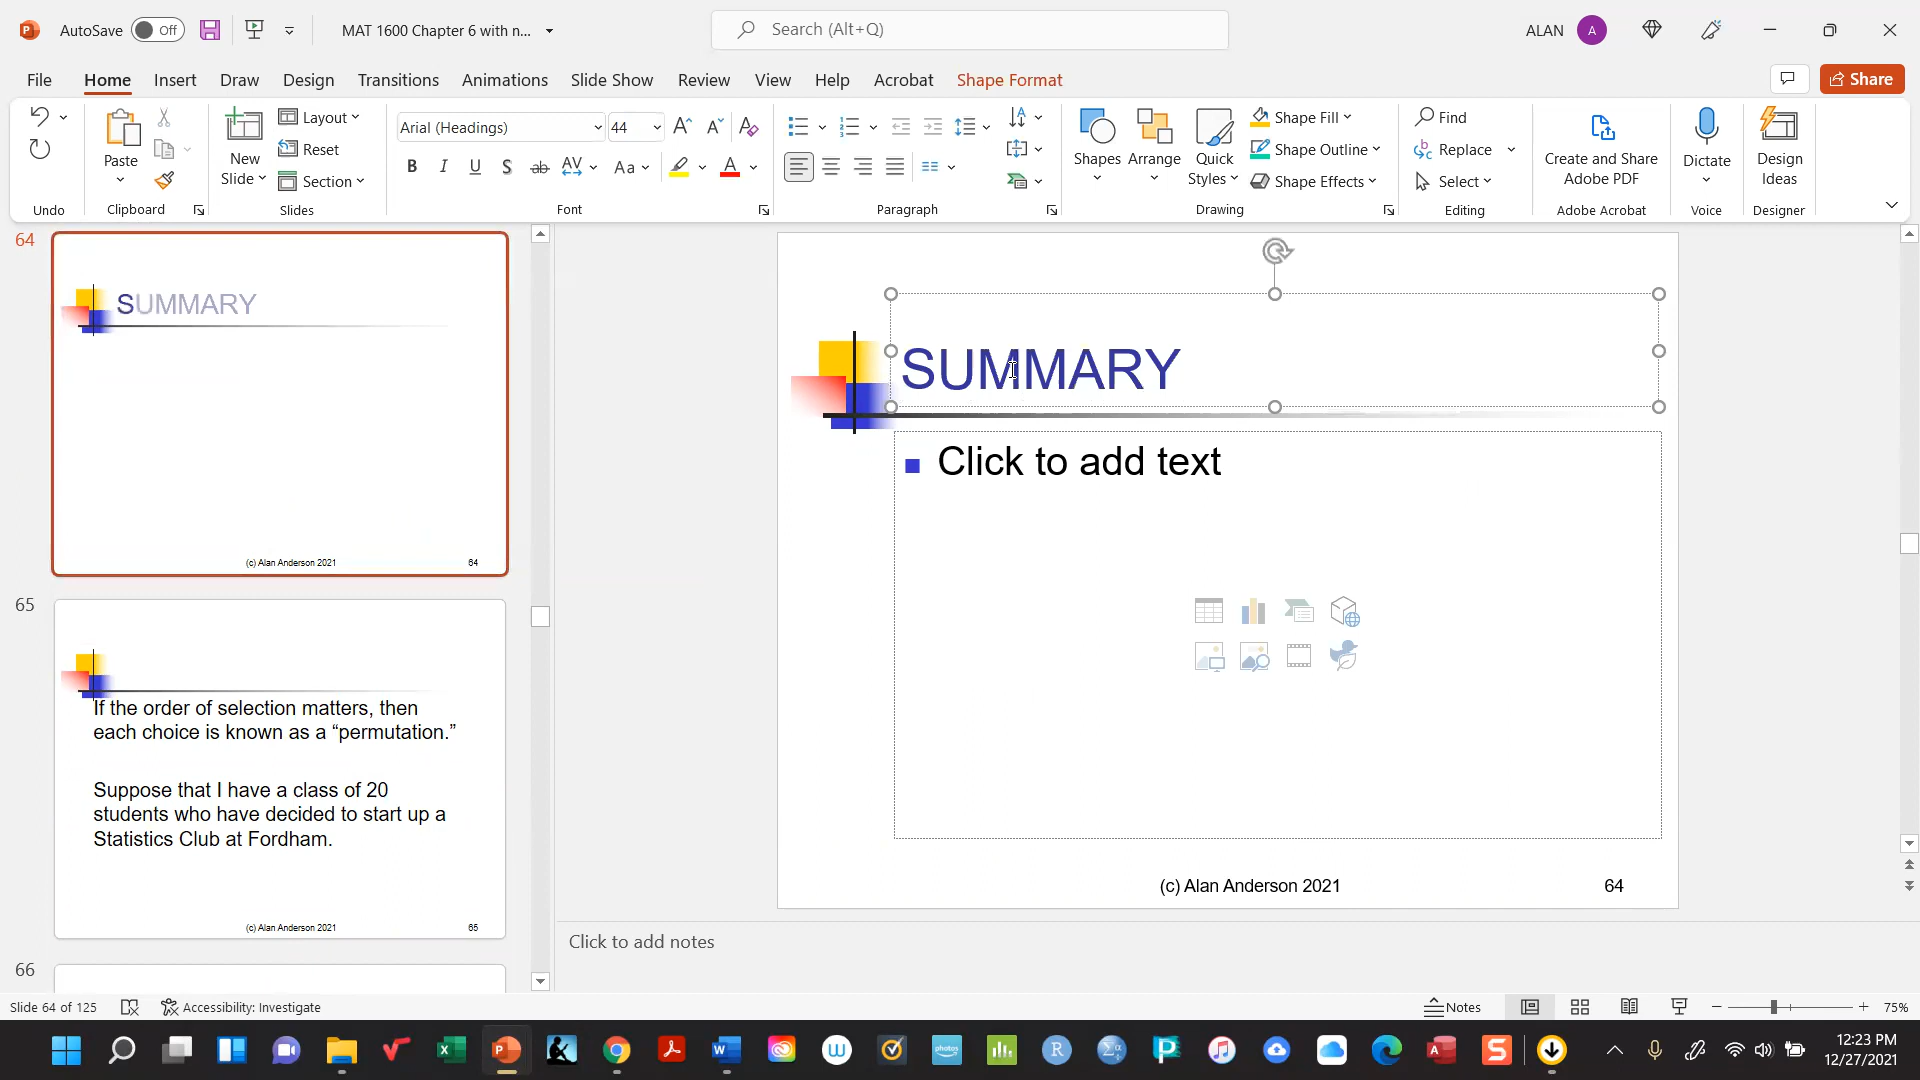 AutoSave Off MAT 1600 Chapter 6 with n... Search (Alt+Q) ALAN A
File Home Insert Draw Design Transitions Animations Slide Show Review View Help Acrobat Shape Format Share
Paste
New
Slide
Layout
Reset
Section
Arial (Headings) 44
Shapes
Arrange
Quick
Styles
Shape Fill
Shape Outline
Shape Effects
Find
Replace
Select
Create and Share
Adobe PDF
Dictate
Design
Ideas
Undo Clipboard Slides Font Paragraph Drawing Editing Adobe Acrobat Voice Designer
64
SUMMARY
(c) Alan Anderson 2021 64
65
If the order of selection matters, then
each choice is known as a “permutation.”
Suppose that I have a class of 20
students who have decided to start up a
Statistics Club at Fordham.
(c) Alan Anderson 2021 65
66
SUMMARY
Click to add text
(c) Alan Anderson 2021 64
Click to add notes
Slide 64 of 125 Accessibility: Investigate Notes 75%
12:23 PM
12/27/2021